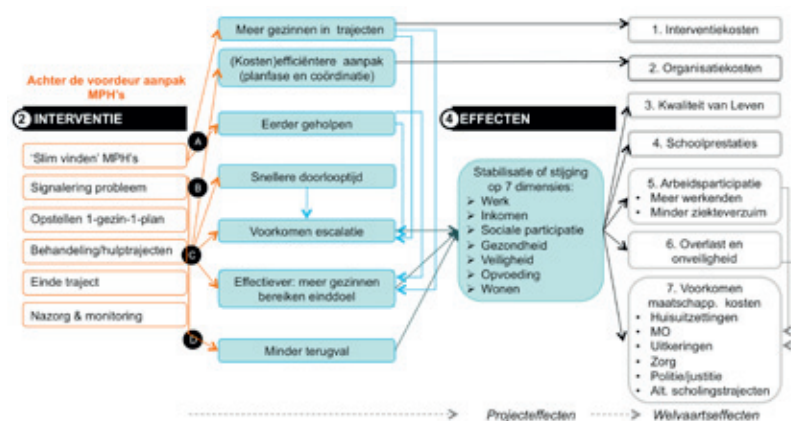 Achter de voordeur aanpak
MPH's
2 INTERVENTIE
'Slim vinden' MPH's
Signalering probleem
Opstellen 1-gezin-1-plan
Behandeling/hulptrajecten
Einde traject
Nazorg & monitoring
A
B
C
D
Meer gezinnen in trajecten
(Kosten)efficiëntere aanpak
(planfase en coördinatie)
Eerder geholpen
Snellere doorlooptijd
Voorkomen escalatie
Effectiever: meer gezinnen
bereiken einddoel
Minder terugval
4 EFFECTEN
Stabilisatie of stijging
op 7 dimensies:
Werk
Inkomen
Sociale participatie
Gezondheid
Veiligheid
Opvoeding
Wonen
1. Interventiekosten
2. Organisatiekosten
3. Kwaliteit van Leven
4. Schoolprestaties
5. Arbeidsparticipatie
• Meer werkenden
• Minder ziekteverzuim
6. Overlast en
onveiligheid
7. Voorkomen
maatschapp. kosten
• Huisuitzettingen
• MO
• Uitkeringen
• Zorg
• Politie/justitie
• Alt. scholingstrajecten
Projecteffecten
Welvaartseffecten